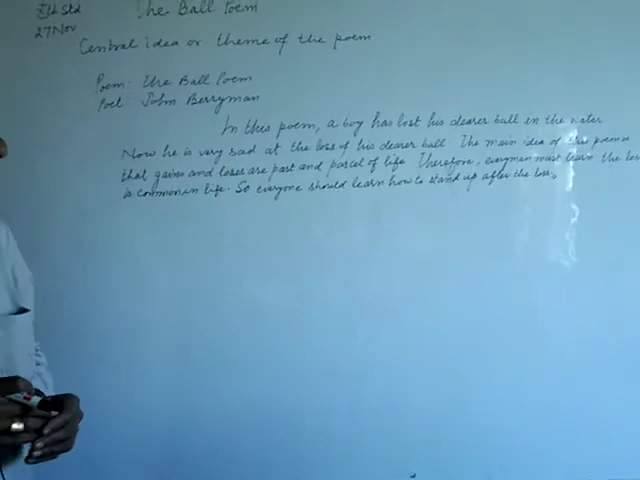 Xth Std
The Ball Poem
27 Nov
Central idea or theme of the poem
Poem: The Ball Poem
Poet: John Berryman
In this poem, a boy has lost his dearer ball in the water
Now he is very sad at the loss of his dearer ball. The main idea of this poem is
that gains and loses are part and parcel of life. Therefore, everyman must learn the
is common in life. So everyone should learn how to stand up after the loss.